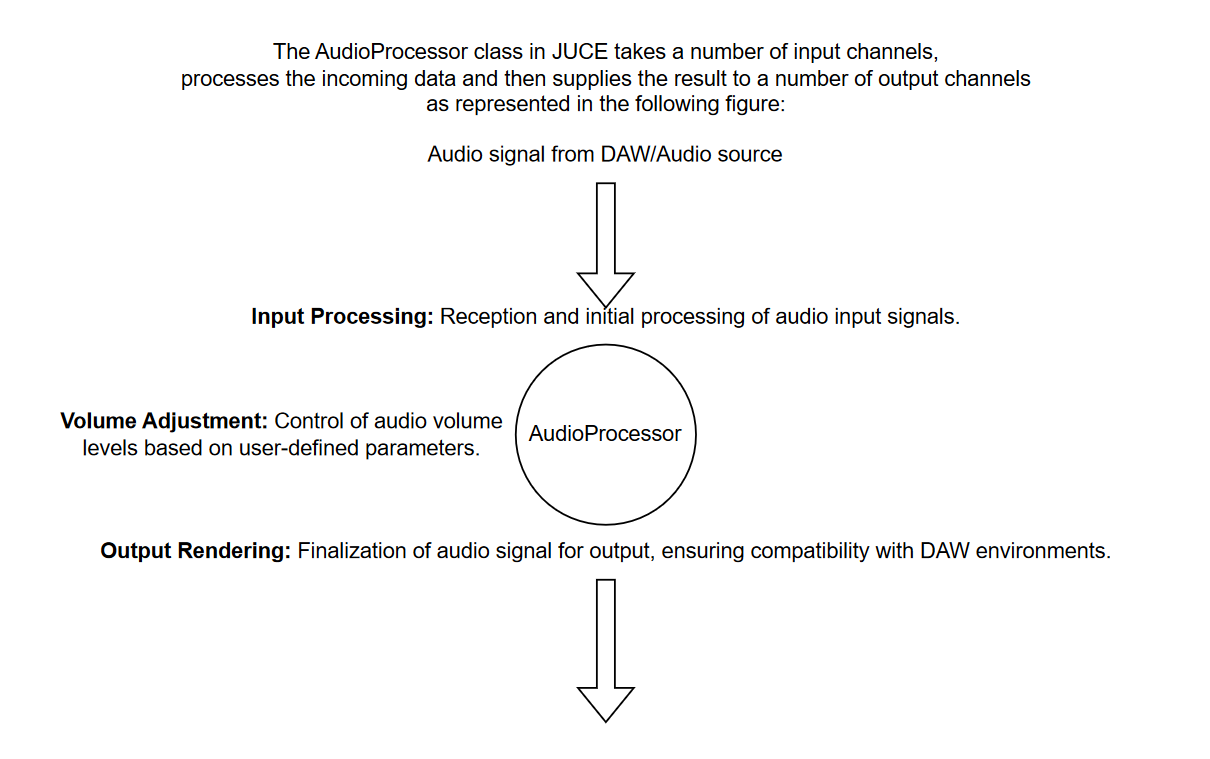 The AudioProcessor class in JUCE takes a number of input channels,
processes the incoming data and then supplies the result to a number of output channels
as represented in the following figure:
Audio signal from DAW/Audio source
Input Processing: Reception and initial processing of audio input signals.
Volume Adjustment: Control of audio volume
levels based on user-defined parameters.
AudioProcessor
Output Rendering: Finalization of audio signal for output, ensuring compatibility with DAW environments.